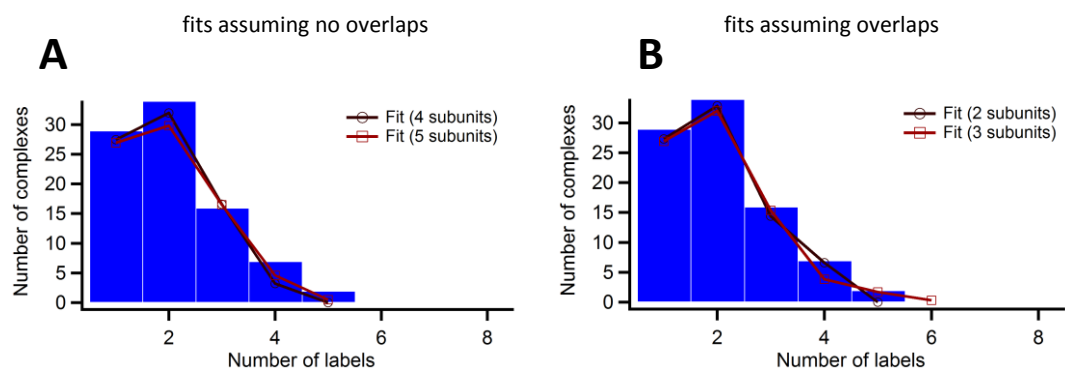 fits assuming no overlaps
A
Number of complexes
30
25
20
15
10
5
0
Fit (4 subunits)
Fit (5 subunits)
2
4
6
8
Number of labels
fits assuming overlaps
B
Number of complexes
30
25
20
15
10
5
0
Fit (2 subunits)
Fit (3 subunits)
2
4
6
8
Number of labels